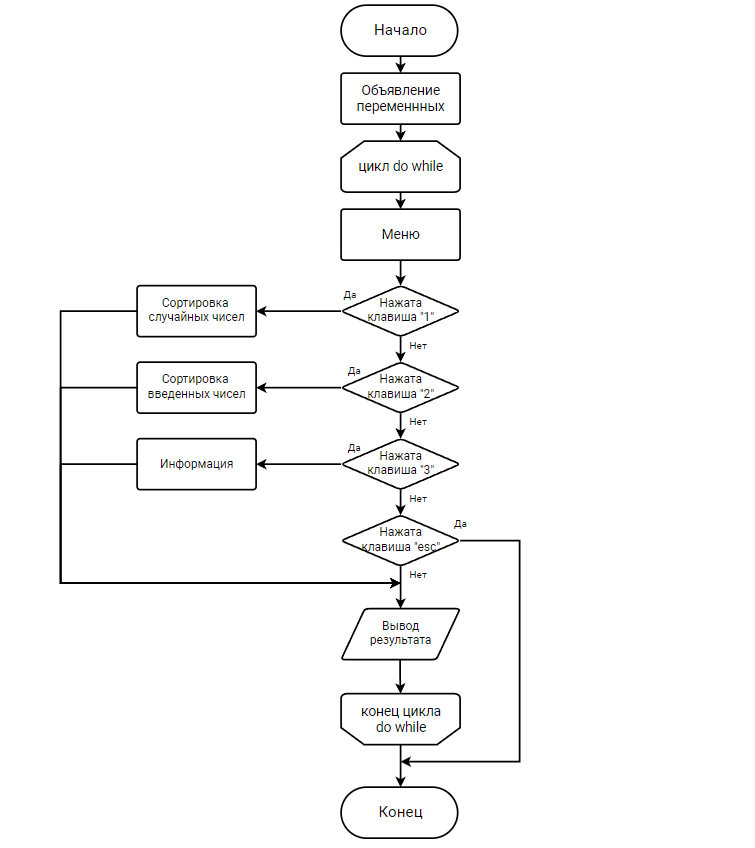 Начало
Объявление
переменнных
цикл do while
Меню
Да
Нажата
клавиша "1"
Сортировка
случайных чисел
Нет
Да
Нажата
клавиша "2"
Сортировка
введенных чисел
Нет
Да
Нажата
клавиша "3"
Информация
Нет
Да
Нажата
клавиша "esc"
Нет
Вывод
результата
конец цикла
do while
Конец